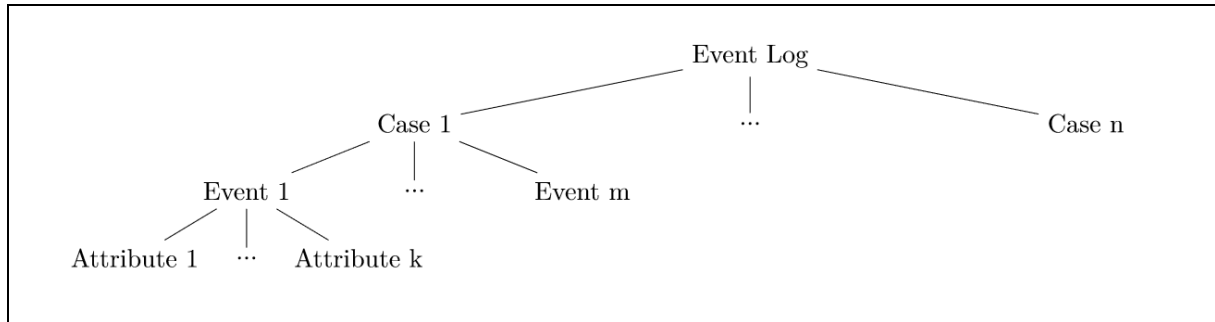 Event Log
Case 1 ... Case n
Event 1 ... Event m
Attribute 1 ... Attribute k